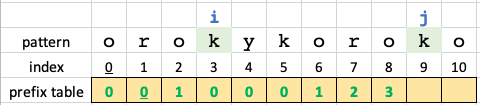 i j
pattern o r o k y k o r o k o
index 0 1 2 3 4 5 6 7 8 9 10
prefix table 0 0 1 0 0 0 1 2 3